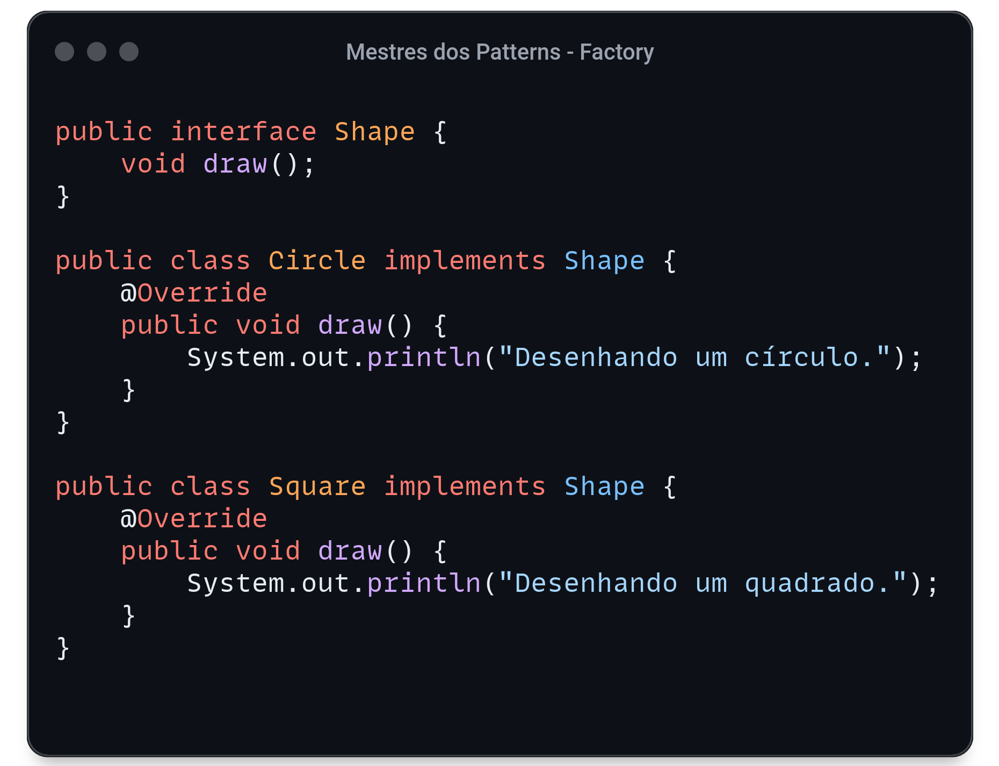 Mestres dos Patterns - Factory
public interface Shape {
    void draw();
}
public class Circle implements Shape {
    @Override
    public void draw() {
        System.out.println("Desenhando um círculo.");
    }
}
public class Square implements Shape {
    @Override
    public void draw() {
        System.out.println("Desenhando um quadrado.");
    }
}